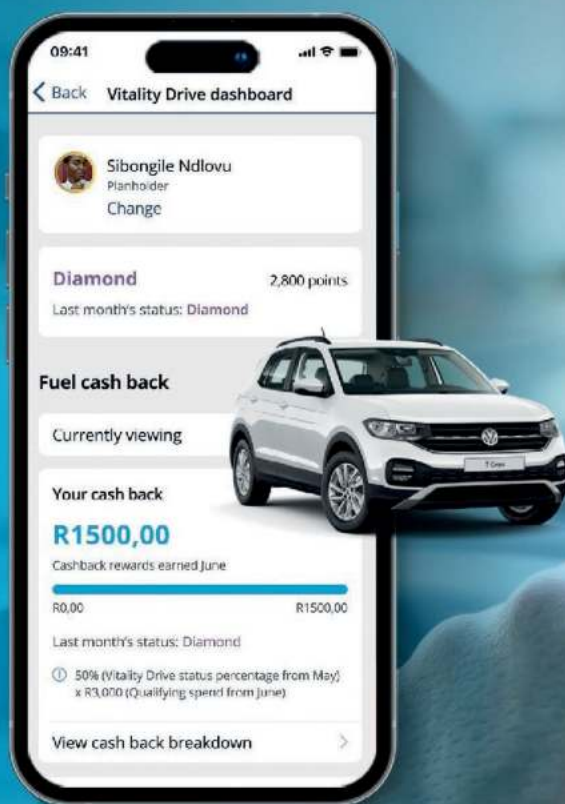 09:41
Back Vitality Drive dashboard
Sibongile Ndlovu
Planholder
Change
Diamond 2,800 points
Last month's status: Diamond
Fuel cash back
Currently viewing
Your cash back
R1500,00
Cashback rewards earned June
R0,00 R1500,00
Last month's status: Diamond
50% (Vitality Drive status percentage from May)
x R3,000 (Qualifying spend from June)
View cash back breakdown
T-Cross